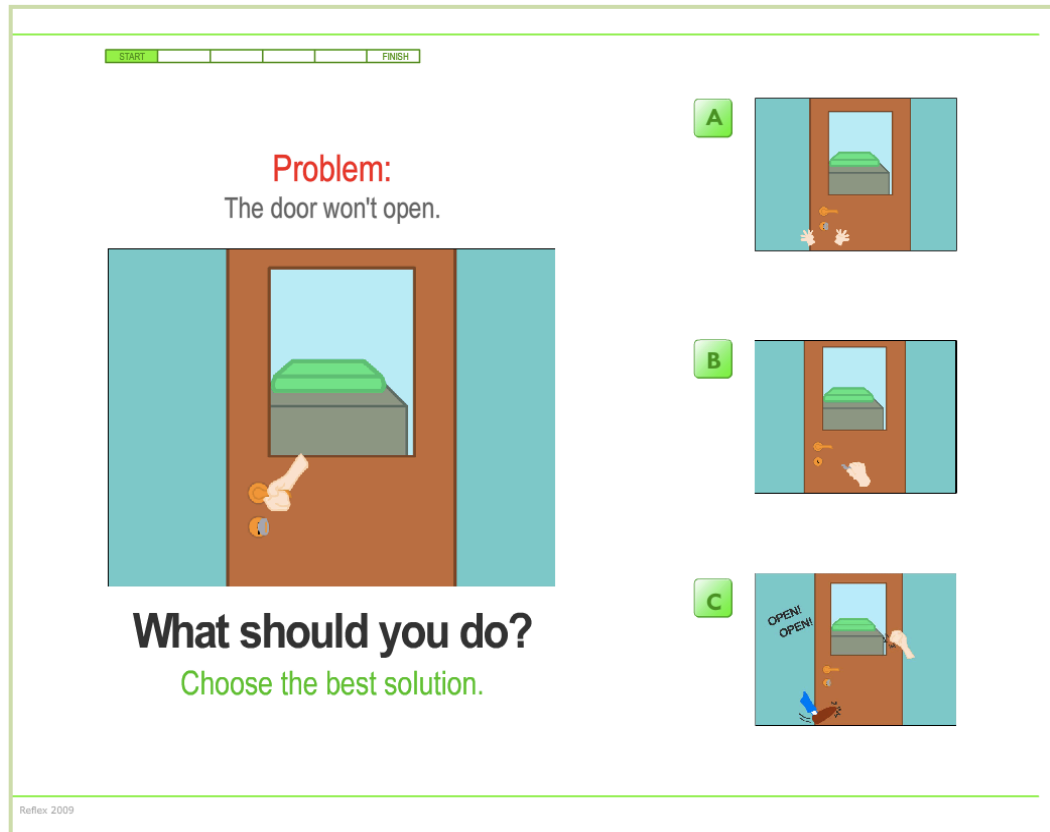 START
FINISH
Problem:
The door won't open.
What should you do?
Choose the best solution.
A
B
C
OPEN!
OPEN!
Reflex 2009